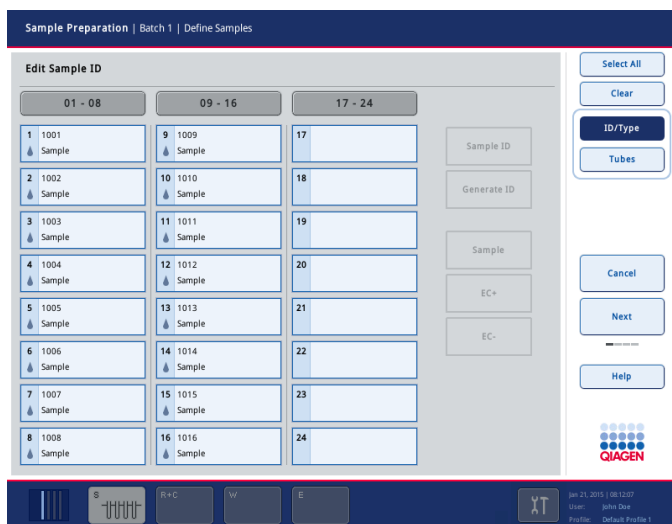 Sample Preparation | Batch 1 | Define Samples
Edit Sample ID
01 - 08
09 - 16
17 - 24
1 1001
Sample
2 1002
Sample
3 1003
Sample
4 1004
Sample
5 1005
Sample
6 1006
Sample
7 1007
Sample
8 1008
Sample
9 1009
Sample
10 1010
Sample
11 1011
Sample
12 1012
Sample
13 1013
Sample
14 1014
Sample
15 1015
Sample
16 1016
Sample
17
18
19
20
21
22
23
24
Sample ID
Generate ID
Sample
EC+
EC-
Select All
Clear
ID/Type
Tubes
Cancel
Next
Help
QIAGEN
S
R+C
W
E
Jan 21, 2015 | 08:12:07
User: John Doe
Profile: Default Profile 1